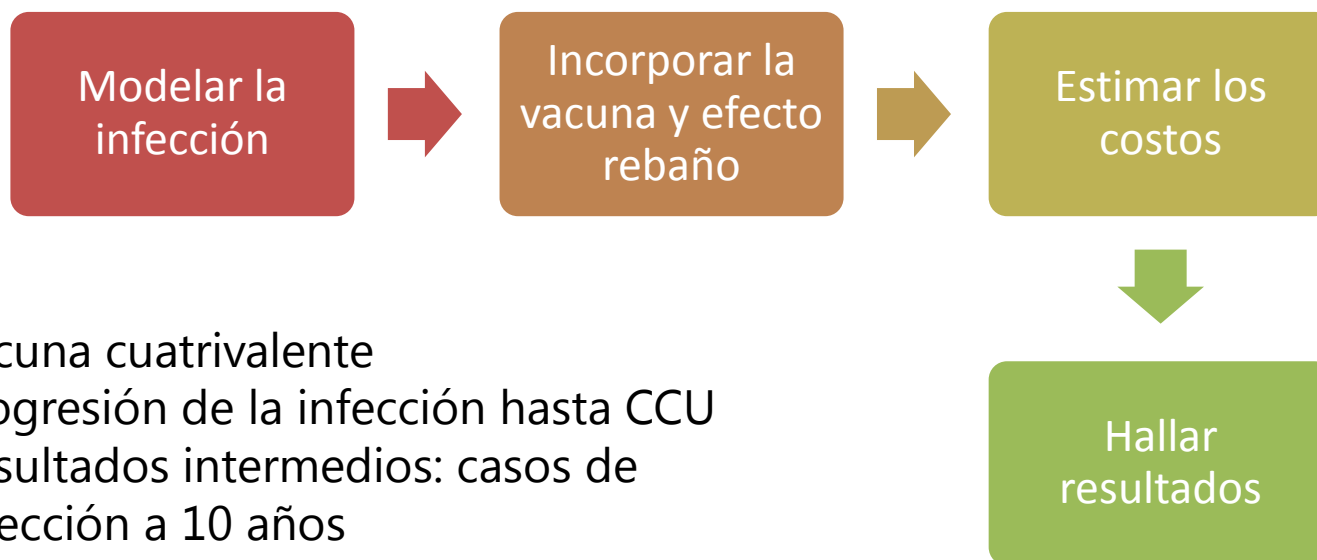 Modelar la
infección
Incorporar la
vacuna y efecto
rebaño
Estimar los
costos
Hallar
resultados
cuna cuatrivalente
ogresión de la infección hasta CCU
sultados intermedios: casos de
ección a 10 años